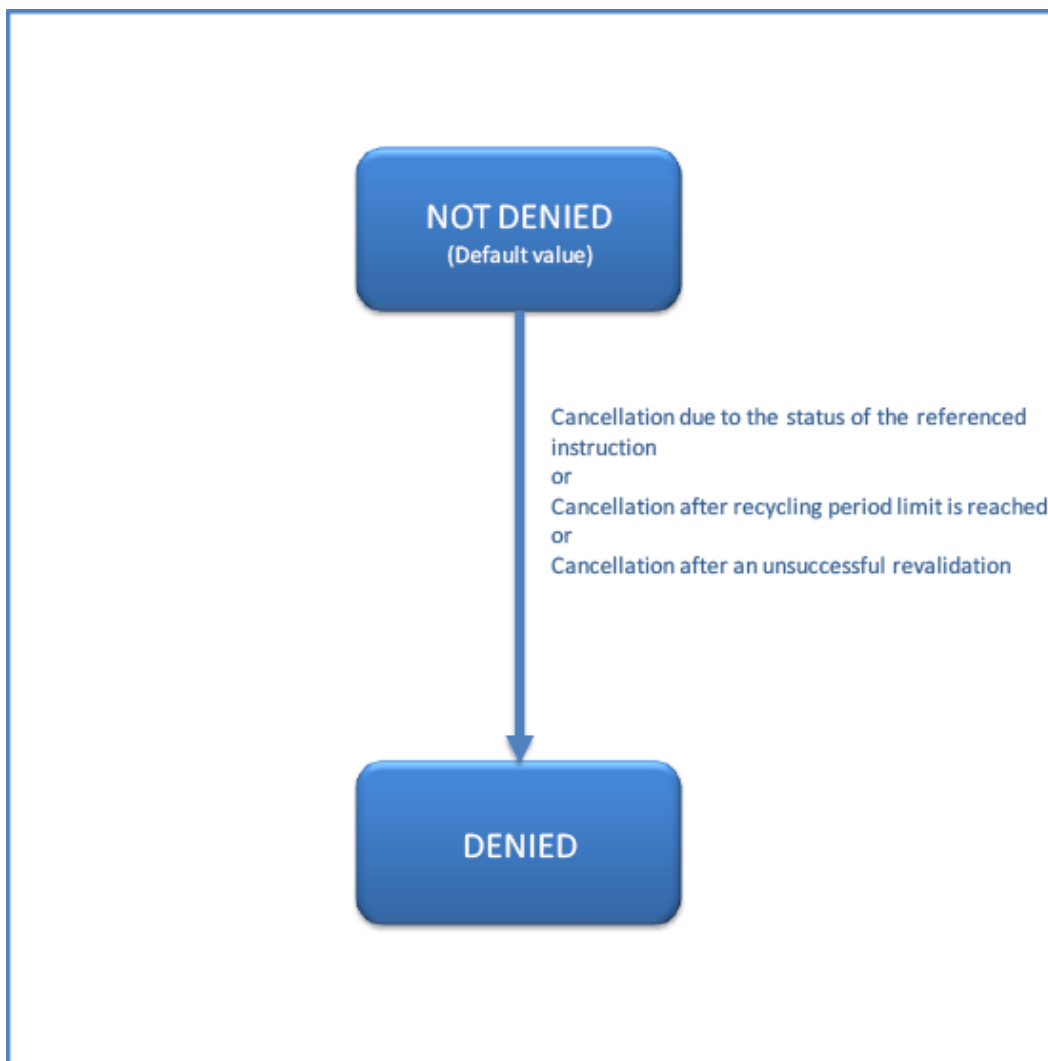 NOT DENIED
(Default value)
Cancellation due to the status of the referenced
instruction
or
Cancellation after recycling period limit is reached
or
Cancellation after an unsuccessful revalidation
DENIED